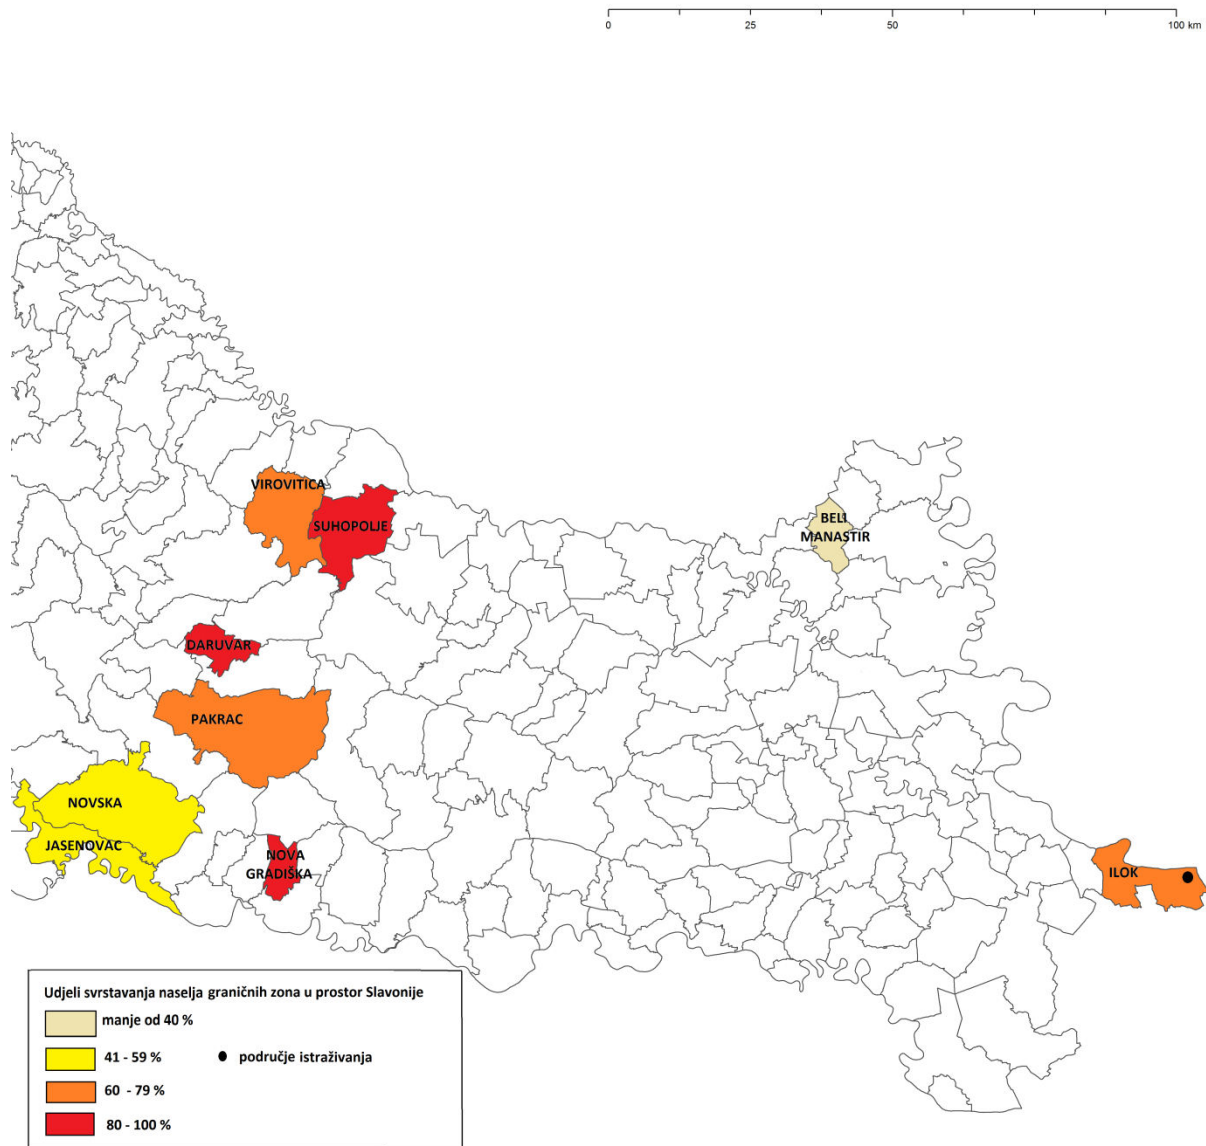 0 25 50 100 km
VIROVITICA
SUHOPOLJE
BELI
MANASTIR
DARUVAR
PAKRAC
NOVSKA
JASENOVAC
NOVA
GRADIŠKA
ILOK
Udjeli svrstavanja naselja graničnih zona u prostor Slavonije
manje od 40 %
41 - 59 %
područje istraživanja
60 - 79 %
80 - 100 %